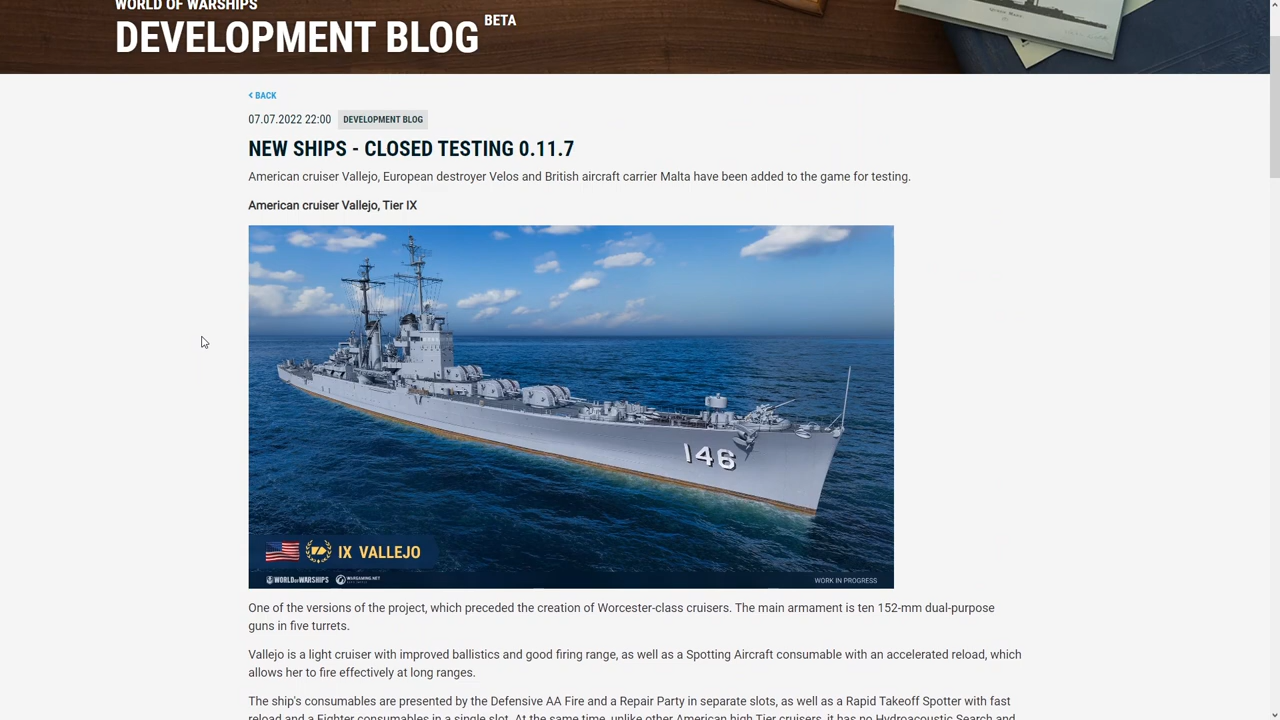 WORLD OF WARSHIPS
DEVELOPMENT BLOG BETA
< BACK
07.07.2022 22:00 DEVELOPMENT BLOG
NEW SHIPS - CLOSED TESTING 0.11.7
American cruiser Vallejo, European destroyer Velos and British aircraft carrier Malta have been added to the game for testing.
American cruiser Vallejo, Tier IX
146
IX VALLEJO
WORLD OF WARSHIPS WARGAMING.NET WORK IN PROGRESS
One of the versions of the project, which preceded the creation of Worcester-class cruisers. The main armament is ten 152-mm dual-purpose
guns in five turrets.
Vallejo is a light cruiser with improved ballistics and good firing range, as well as a Spotting Aircraft consumable with an accelerated reload, which
allows her to fire effectively at long ranges.
The ship's consumables are presented by the Defensive AA Fire and a Repair Party in separate slots, as well as a Rapid Takeoff Spotter with fast
reload and a Fighter consumables in a single slot. At the same time, unlike other American high Tier cruisers, it has no Hydroacoustic Search and